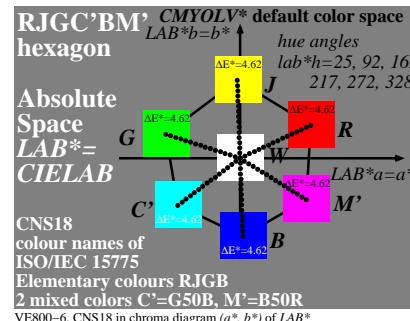 RJGC'BM' CMYOLV* default color space
hexagon LAB*b=b*
hue angles
lab*h=25, 92, 16
217, 272, 328
ΔE*=4.62
J
Absolute
Space
LAB*=
CIELAB
ΔE*=4.62
G
ΔE*=4.62
R
W
LAB*a=a*
ΔE*=4.62
C'
ΔE*=4.62
M'
ΔE*=4.62
B
CNS18
colour names of
ISO/IEC 15775
Elementary colours RJGB
2 mixed colors C'=G50B, M'=B50R
VE800-6, CNS18 in chroma diagram (a*, b*) of LAB*